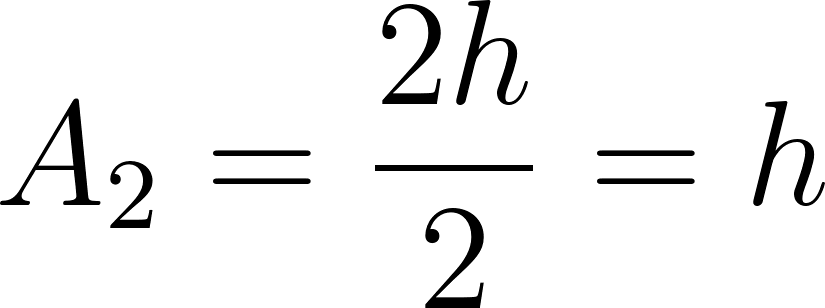 A_2 = \frac{2h}{2} = h